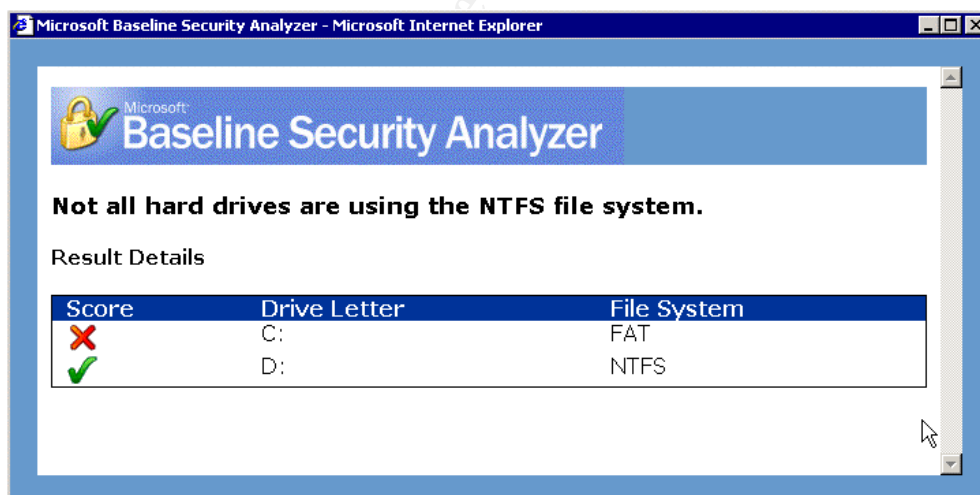 Microsoft Baseline Security Analyzer - Microsoft Internet Explorer
Microsoft
Baseline Security Analyzer
Not all hard drives are using the NTFS file system.
Result Details
Score Drive Letter File System
C: FAT
D: NTFS